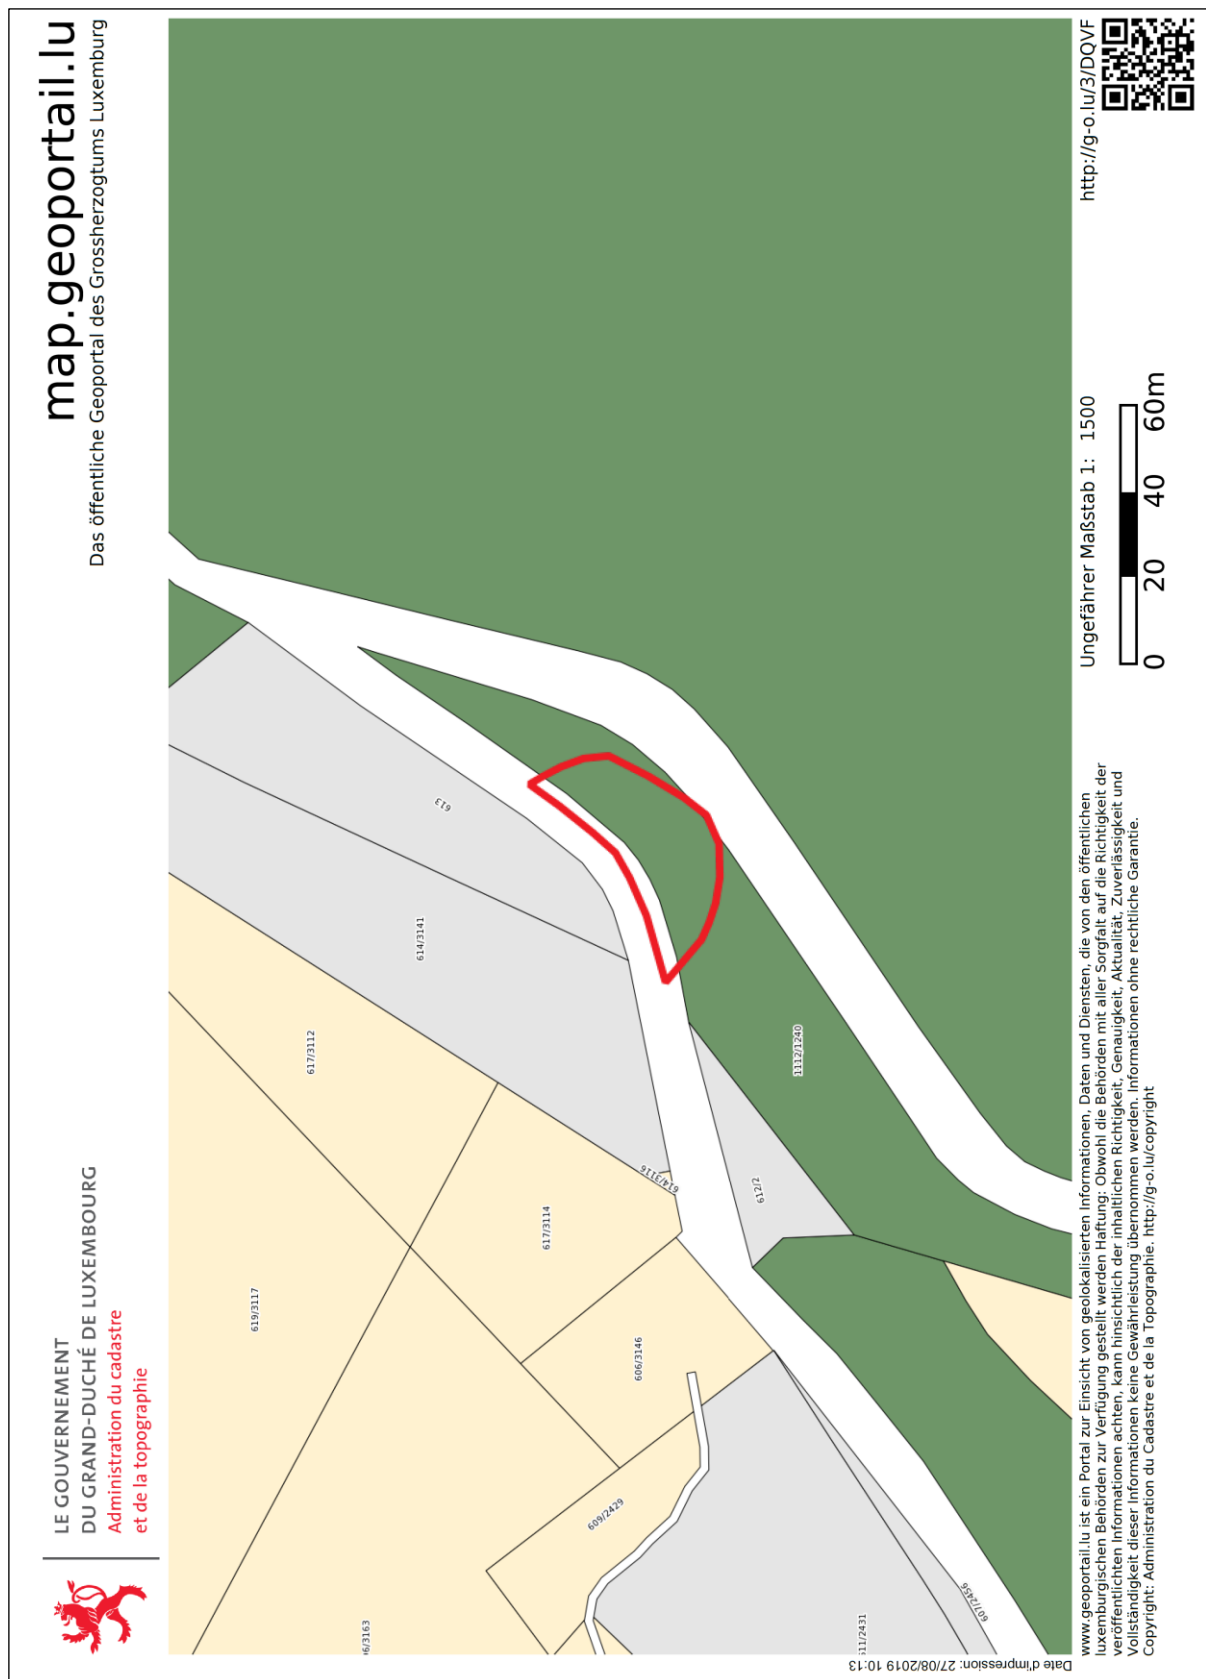 LE GOUVERNEMENT
DU GRAND-DUCHÉ DE LUXEMBOURG
Administration du cadastre
et de la topographie
map.geoportail.lu
Das öffentliche Geoportal des Grossherzogtums Luxemburg
613
614/3141
617/3112
614/3116
617/3114
619/3117
612/2
1112/1240
606/3146
609/2429
6/3163
607/2456
11/2431
Date d'impression: 27/08/2019 10:13
www.geoportail.lu ist ein Portal zur Einsicht von geolokalisierten Informationen, Daten und Diensten, die von den öffentlichen
luxemburgischen Behörden zur Verfügung gestellt werden Haftung: Obwohl die Behörden mit aller Sorgfalt auf die Richtigkeit der
veröffentlichten Informationen achten, kann hinsichtlich der inhaltlichen Richtigkeit, Genauigkeit, Aktualität, Zuverlässigkeit und
Vollständigkeit dieser Informationen keine Gewährleistung übernommen werden. Informationen ohne rechtliche Garantie.
Copyright: Administration du Cadastre et de la Topographie. http://g-o.lu/copyright
Ungefährer Maßstab 1: 1500
0 20 40 60m
http://g-o.lu/3/DQVF